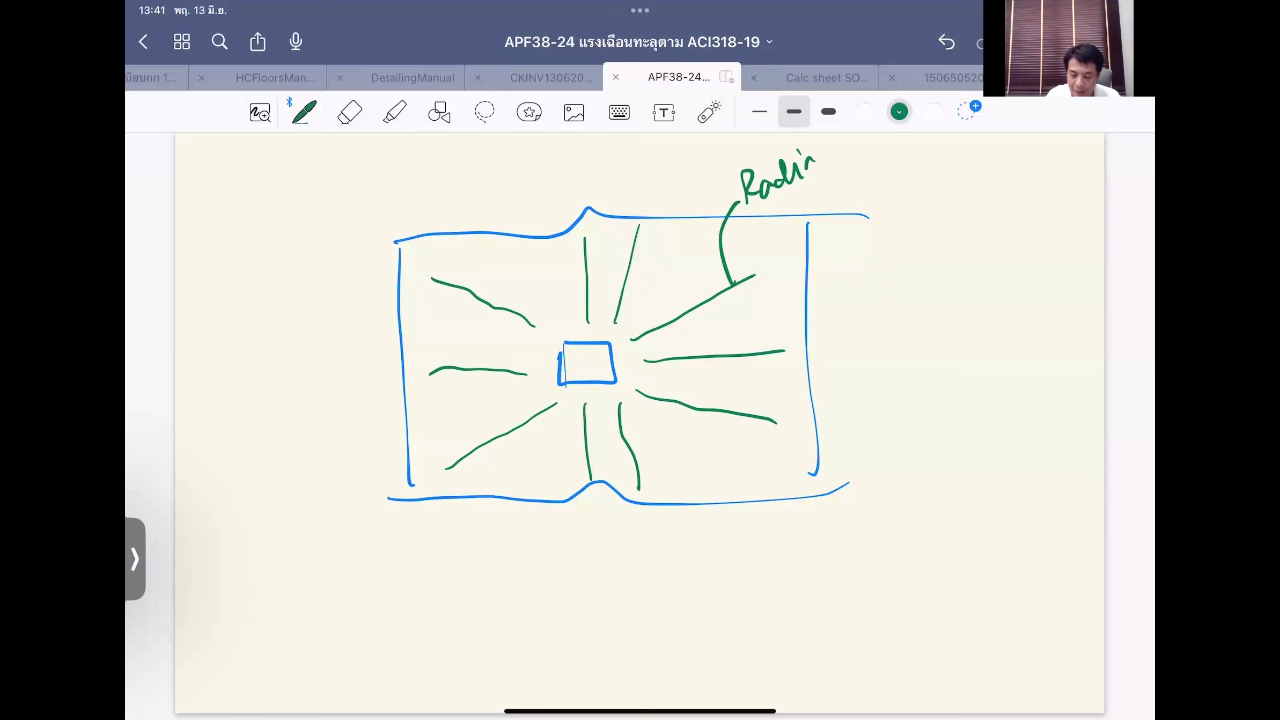 13:41 พฤ. 13 มิ.ย.
APF38-24 แรงเฉือนทะลุตาม ACI318-19
HCFloorsMan...
DetailingManual
CKINV130620...
APF38-24...
Calc sheet SO...
150650520
Radi